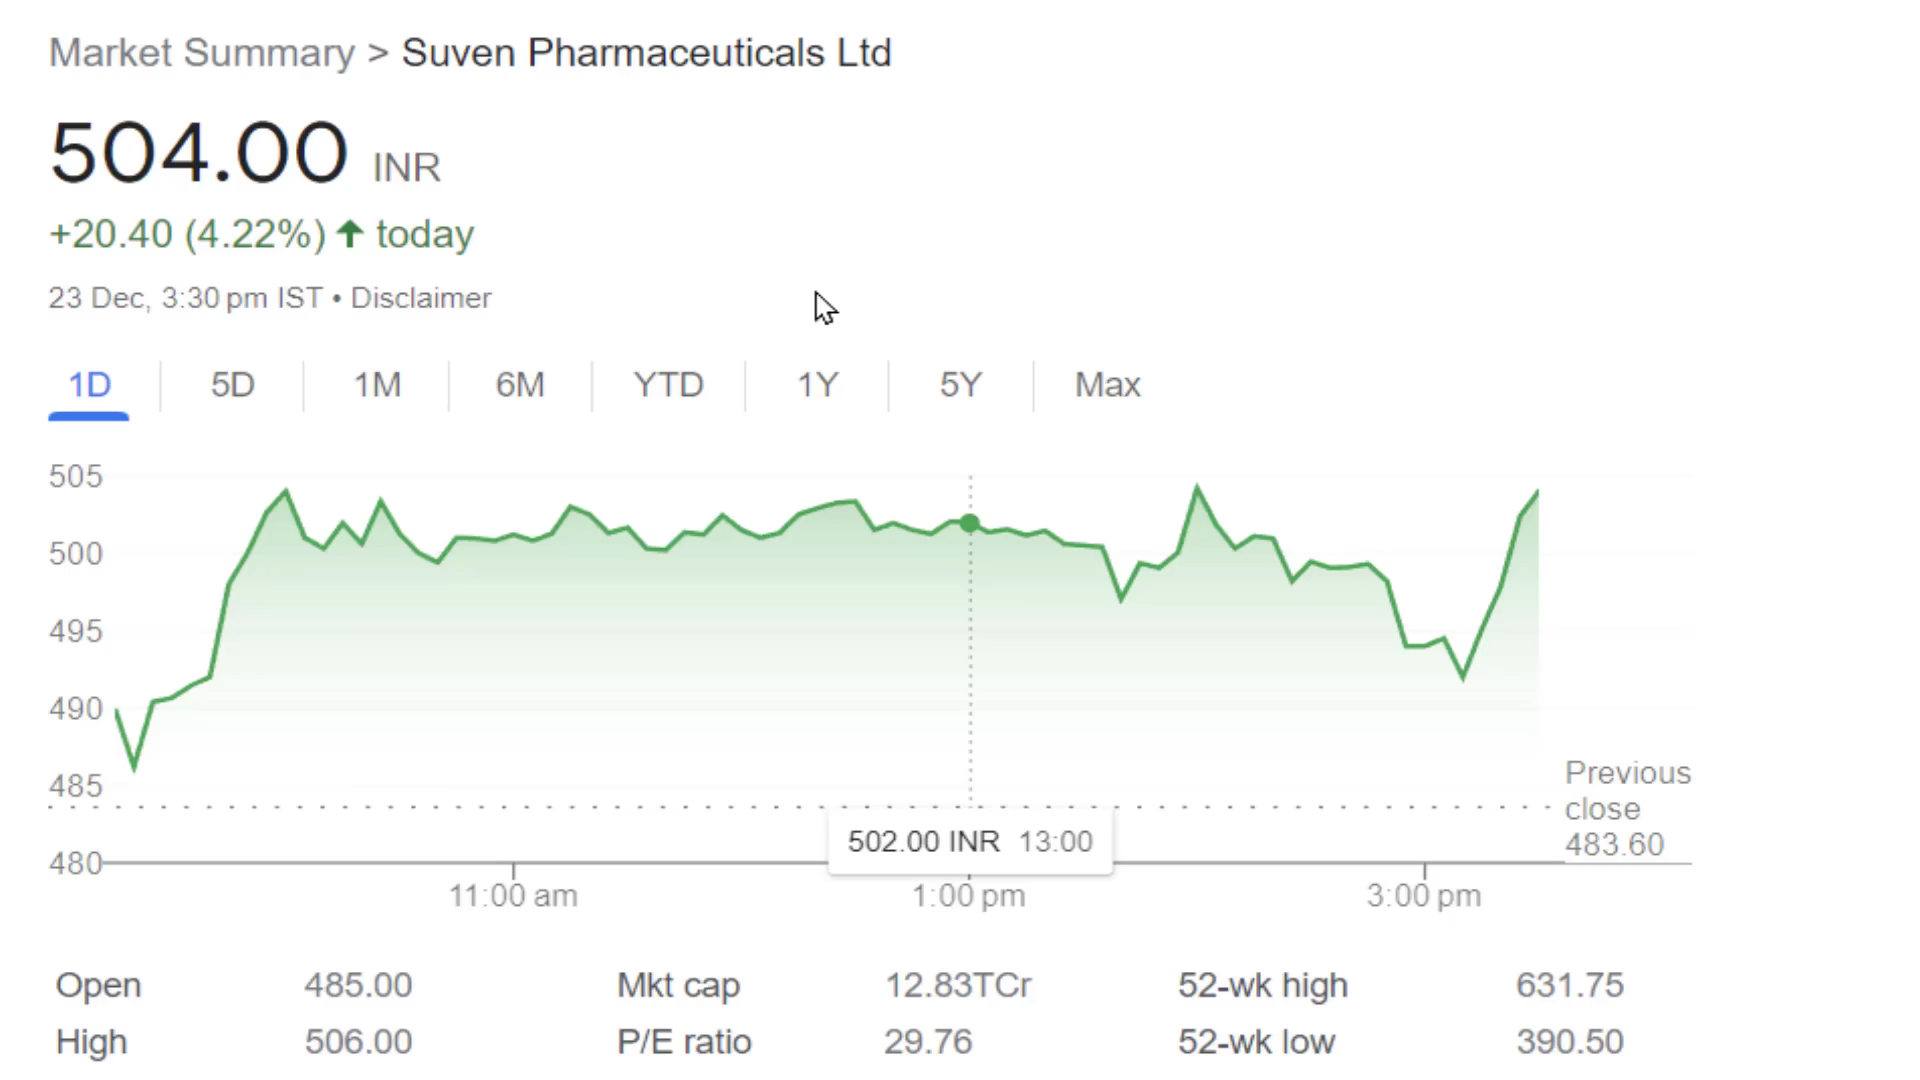 Market Summary > Suven Pharmaceuticals Ltd
504.00 INR
+20.40 (4.22%) ↑ today
23 Dec, 3:30 pm IST • Disclaimer
1D 5D 1M 6M YTD 1Y 5Y Max
505
500
495
490
485
480
Previous
close
483.60
502.00 INR 13:00
11:00 am 1:00 pm 3:00 pm
Open 485.00 Mkt cap 12.83TCr 52-wk high 631.75
High 506.00 P/E ratio 29.76 52-wk low 390.50